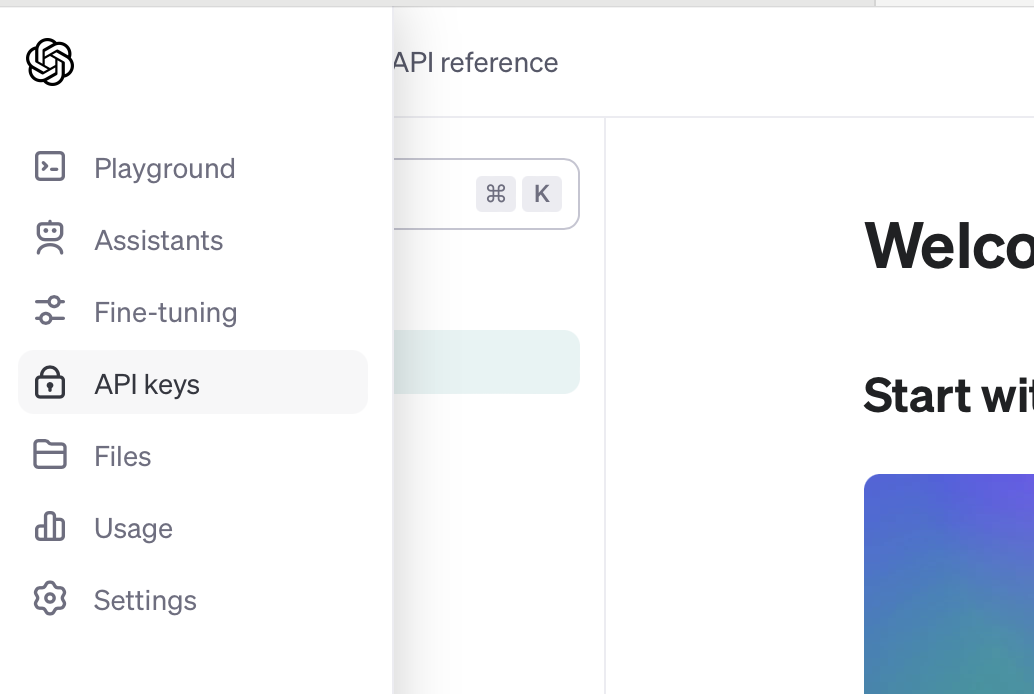 API reference
Playground
Assistants
Fine-tuning
API keys
Files
Usage
Settings
⌘ K
Welco
Start wit